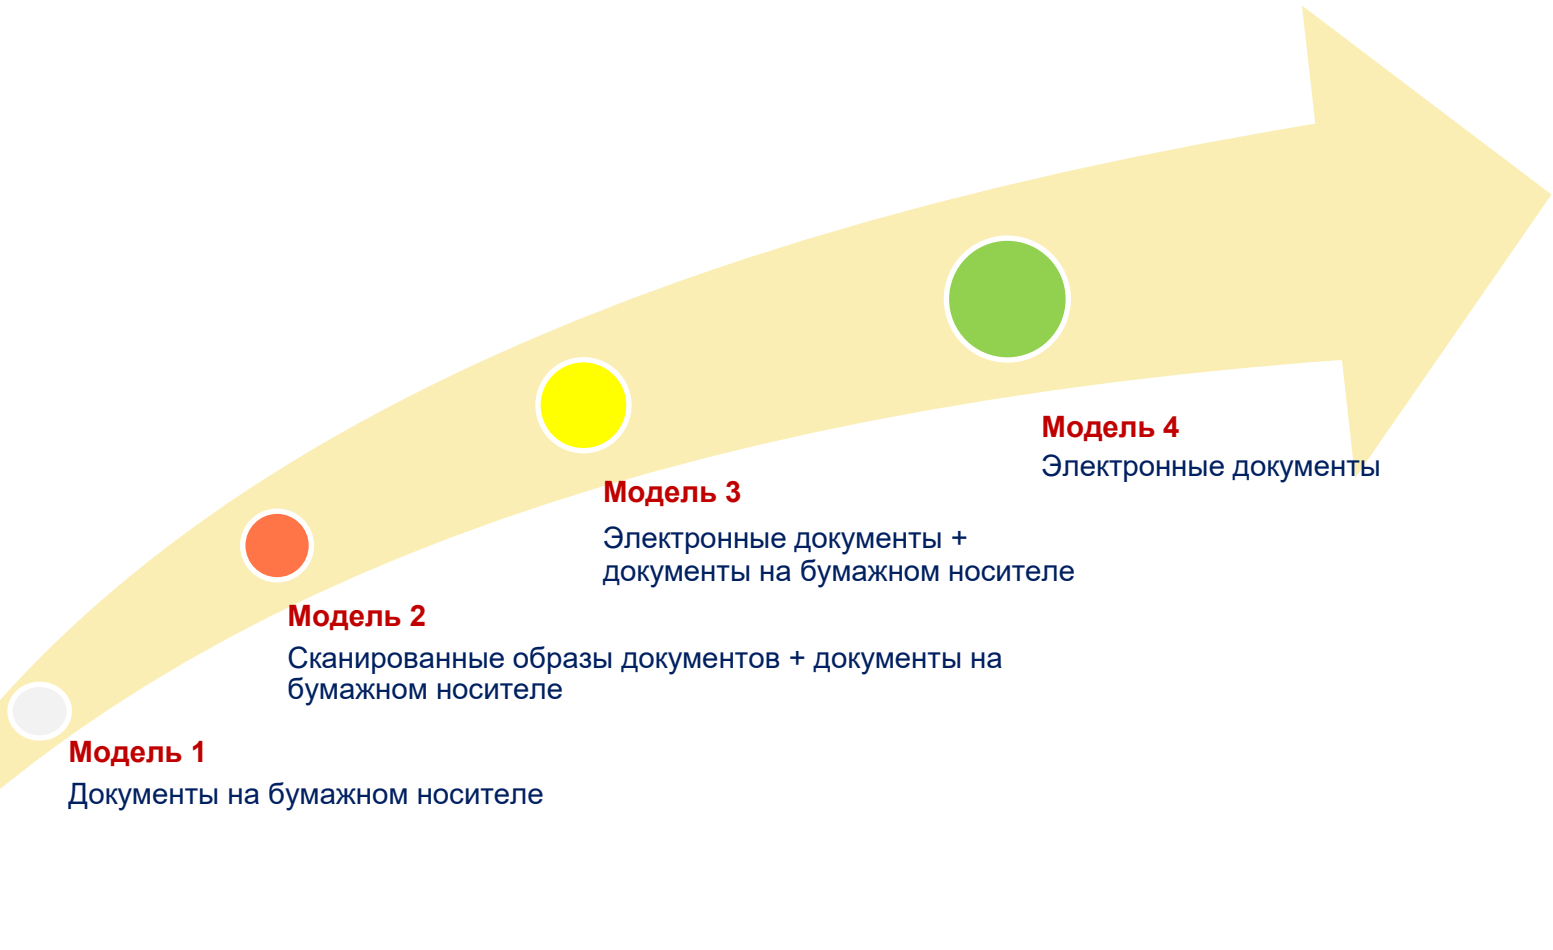 Модель 4
Электронные документы
Модель 3
Электронные документы +
документы на бумажном носителе
Модель 2
Сканированные образы документов + документы на
бумажном носителе
Модель 1
Документы на бумажном носителе